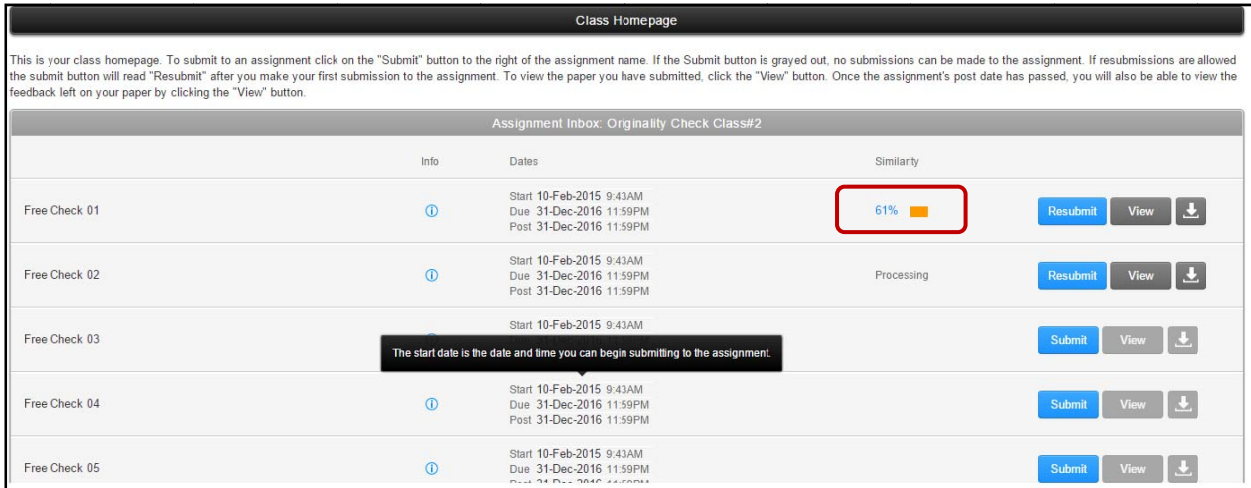 Class Homepage
This is your class homepage. To submit to an assignment click on the "Submit" button to the right of the assignment name. If the Submit button is grayed out, no submissions can be made to the assignment. If resubmissions are allowed
the submit button will read "Resubmit" after you make your first submission to the assignment. To view the paper you have submitted, click the "View" button. Once the assignment's post date has passed, you will also be able to view the
feedback left on your paper by clicking the "View" button.
Assignment Inbox: Originality Check Class#2
Info Dates Similarty
Start 10-Feb-2015 9:43AM
Free Check 01 Due 31-Dec-2016 11:59PM 61% Resubmit View
Post 31-Dec-2016 11:59PM
Start 10-Feb-2015 9:43AM
Free Check 02 Due 31-Dec-2016 11:59PM Processing Resubmit View
Post 31-Dec-2016 11:59PM
Start 10-Feb-2015 9:43AM
Free Check 03 Submit View
The start date is the date and time you can begin submitting to the assignment.
Start 10-Feb-2015 9:43AM
Free Check 04 Due 31-Dec-2016 11:59PM Submit View
Post 31-Dec-2016 11:59PM
Start 10-Feb-2015 9:43AM
Free Check 05 Due 31-Dec-2016 11:59PM Submit View